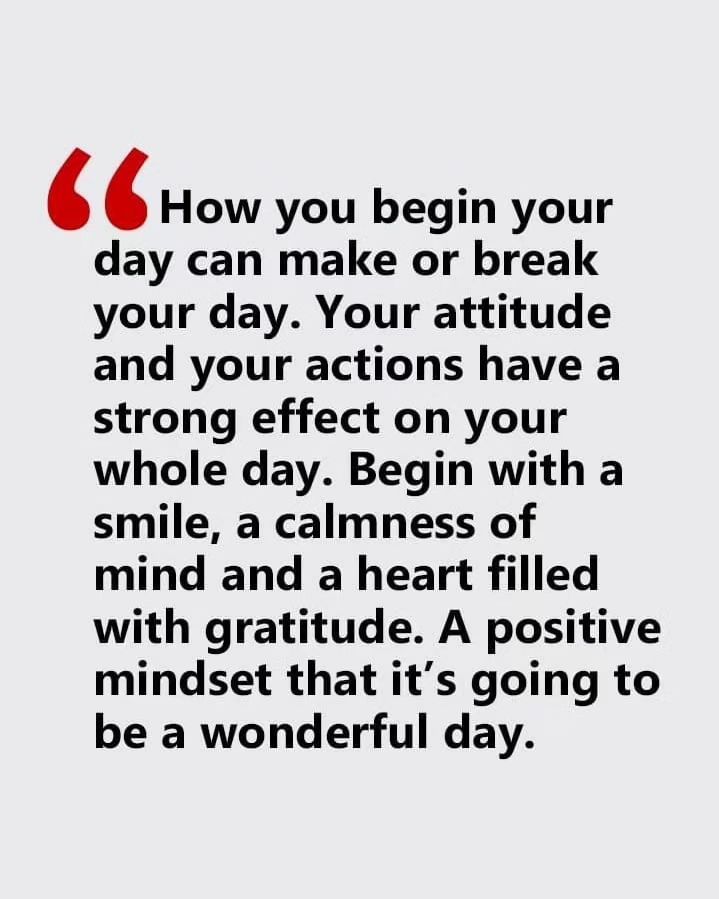 “How you begin your
day can make or break
your day. Your attitude
and your actions have a
strong effect on your
whole day. Begin with a
smile, a calmness of
mind and a heart filled
with gratitude. A positive
mindset that it’s going to
be a wonderful day.